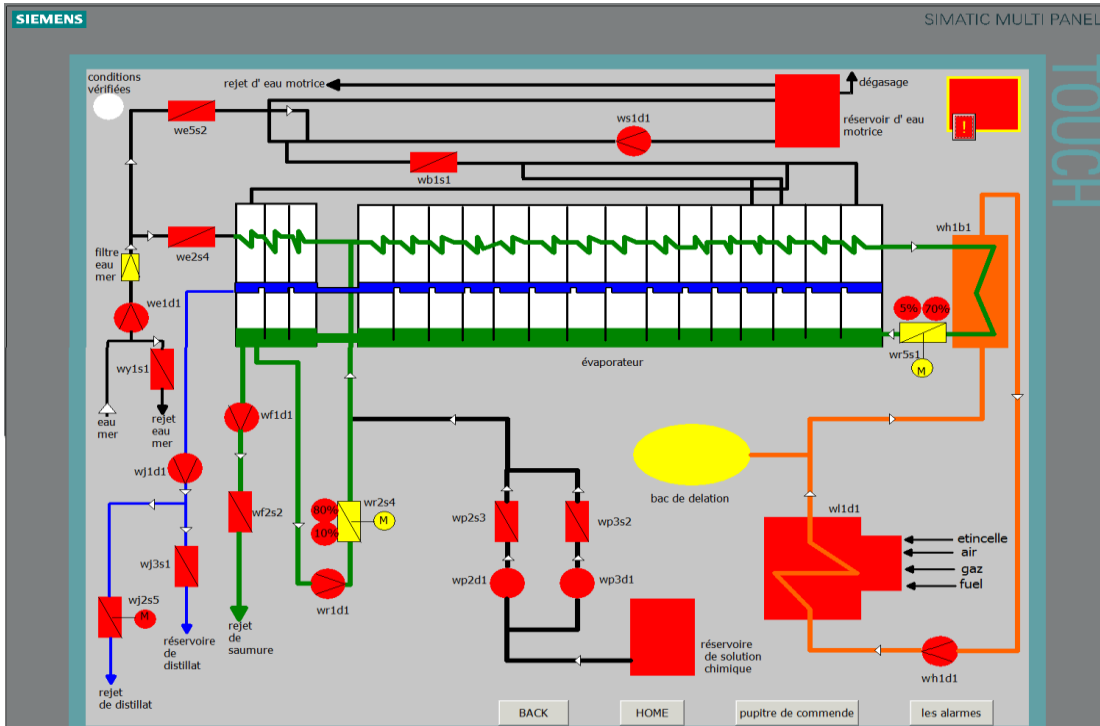 SIEMENS
SIMATIC MULTI PANEL
TOUCH
conditions
vérifiées
rejet d' eau motrice
dégasage
réservoir d' eau
motrice
!
we5s2
ws1d1
wb1s1
we2s4
wh1b1
filtre
eau
mer
we1d1
5%
70%
wr5s1
M
évaporateur
wy1s1
eau
mer
rejet
eau
mer
wf1d1
wj1d1
bac de delation
wf2s2
80%
10%
wr2s4
M
wp2s3
wp3s2
wl1d1
etincelle
air
gaz
fuel
wj3s1
wr1d1
wp2d1
wp3d1
wj2s5
M
réservoire
de
distillat
rejet
de
saumure
réservoire
de solution
chimique
wh1d1
rejet
de distillat
BACK
HOME
pupitre de commende
les alarmes